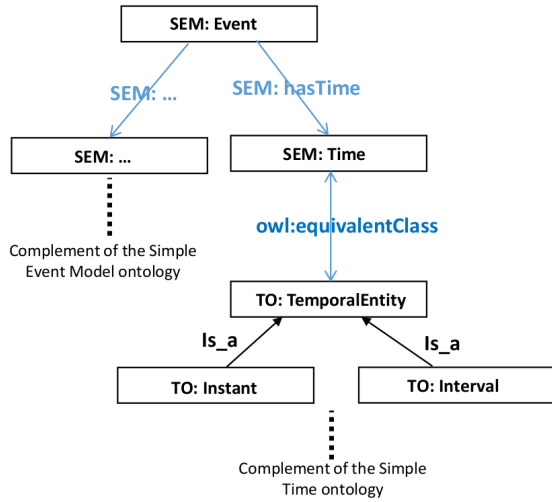 SEM: Event
SEM: ...
SEM: hasTime
SEM: ...
SEM: Time
Complement of the Simple
Event Model ontology
owl:equivalentClass
TO: TemporalEntity
Is_a
Is_a
TO: Instant
TO: Interval
Complement of the Simple
Time ontology